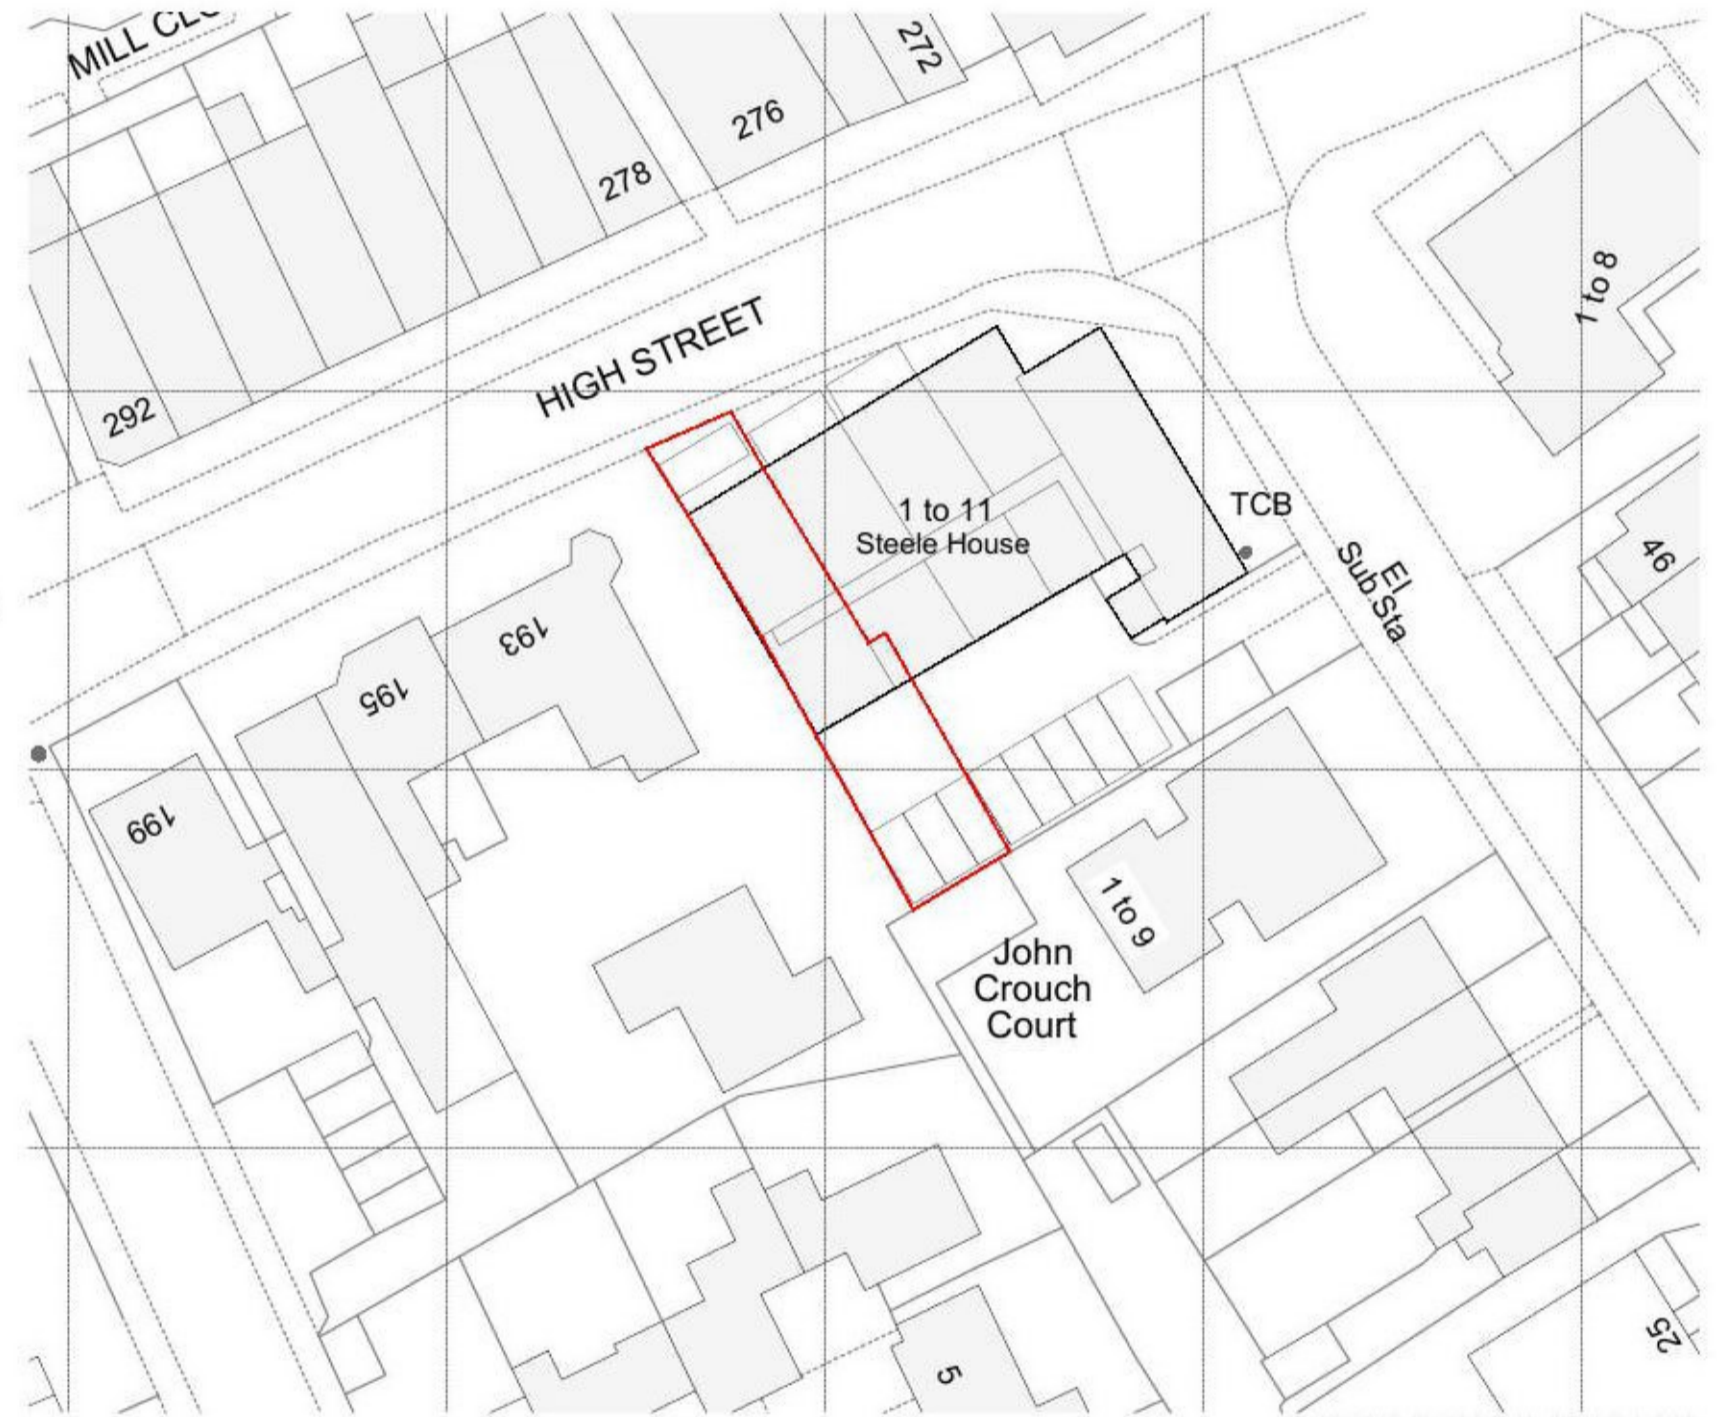 MILL CLO
272
276
278
1 to 8
HIGH STREET
292
1 to 11
Steele House
TCB
El
Sub Sta
46
193
195
199
1 to 9
John
Crouch
Court
25
5